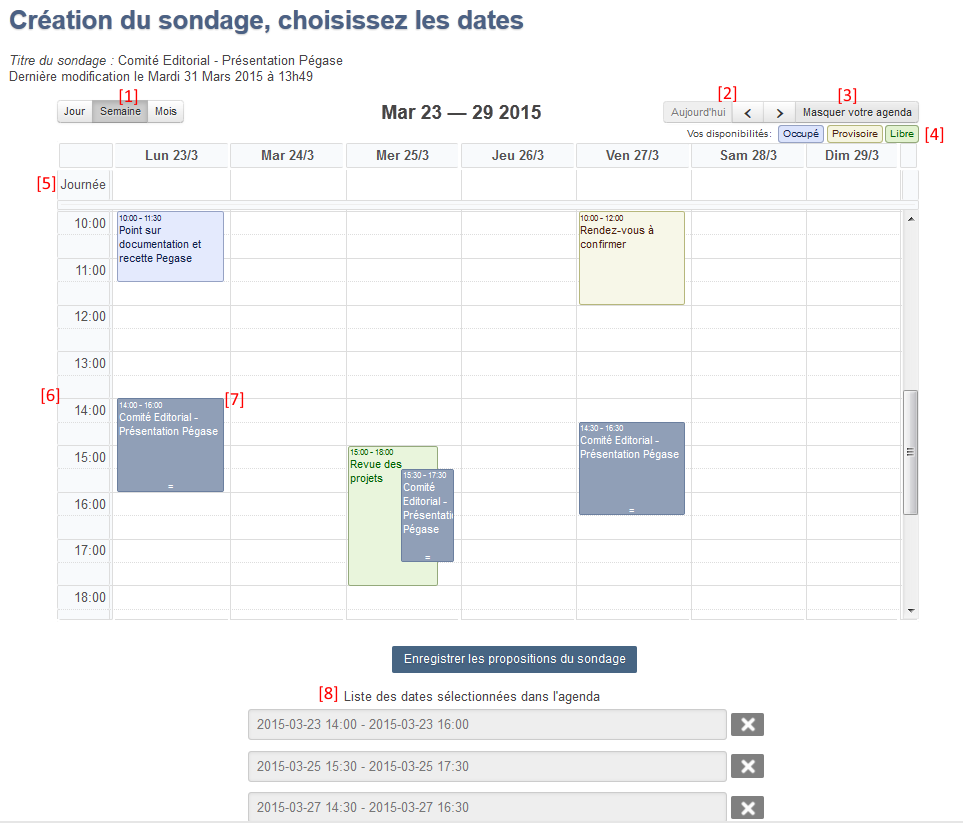 Création du sondage, choisissez les dates
Titre du sondage : Comité Editorial - Présentation Pégase
Dernière modification le Mardi 31 Mars 2015 à 13h49
[1] [2] [3]
Jour Semaine Mois Mar 23 — 29 2015 Aujourd'hui < > Masquer votre agenda
Vos disponibilités: Occupé Provisoire Libre [4]
Lun 23/3 Mar 24/3 Mer 25/3 Jeu 26/3 Ven 27/3 Sam 28/3 Dim 29/3
[5] Journée
10:00
10:00 - 11:30
Point sur
documentation et
recette Pegase
10:00 - 12:00
Rendez-vous à
confirmer
11:00
12:00
13:00
[6] [7]
14:00
14:00 - 16:00
Comité Editorial -
Présentation Pégase
=
14:30 - 16:30
Comité Editorial -
Présentation Pégase
=
15:00
15:00 - 18:00
Revue des
projets
15:30 - 17:30
Comité
Editorial -
Présentati
Pégase
=
16:00
17:00
18:00
Enregistrer les propositions du sondage
[8] Liste des dates sélectionnées dans l'agenda
2015-03-23 14:00 - 2015-03-23 16:00
2015-03-25 15:30 - 2015-03-25 17:30
2015-03-27 14:30 - 2015-03-27 16:30